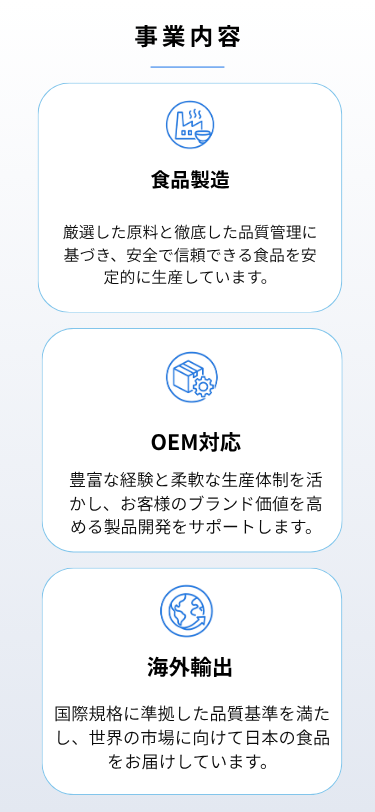 事業内容
食品製造
厳選した原料と徹底した品質管理に
基づき、安全で信頼できる食品を安
定的に生産しています。
OEM対応
豊富な経験と柔軟な生産体制を活
かし、お客様のブランド価値を高
める製品開発をサポートします。
海外輸出
国際規格に準拠した品質基準を満た
し、世界の市場に向けて日本の食品
をお届けしています。